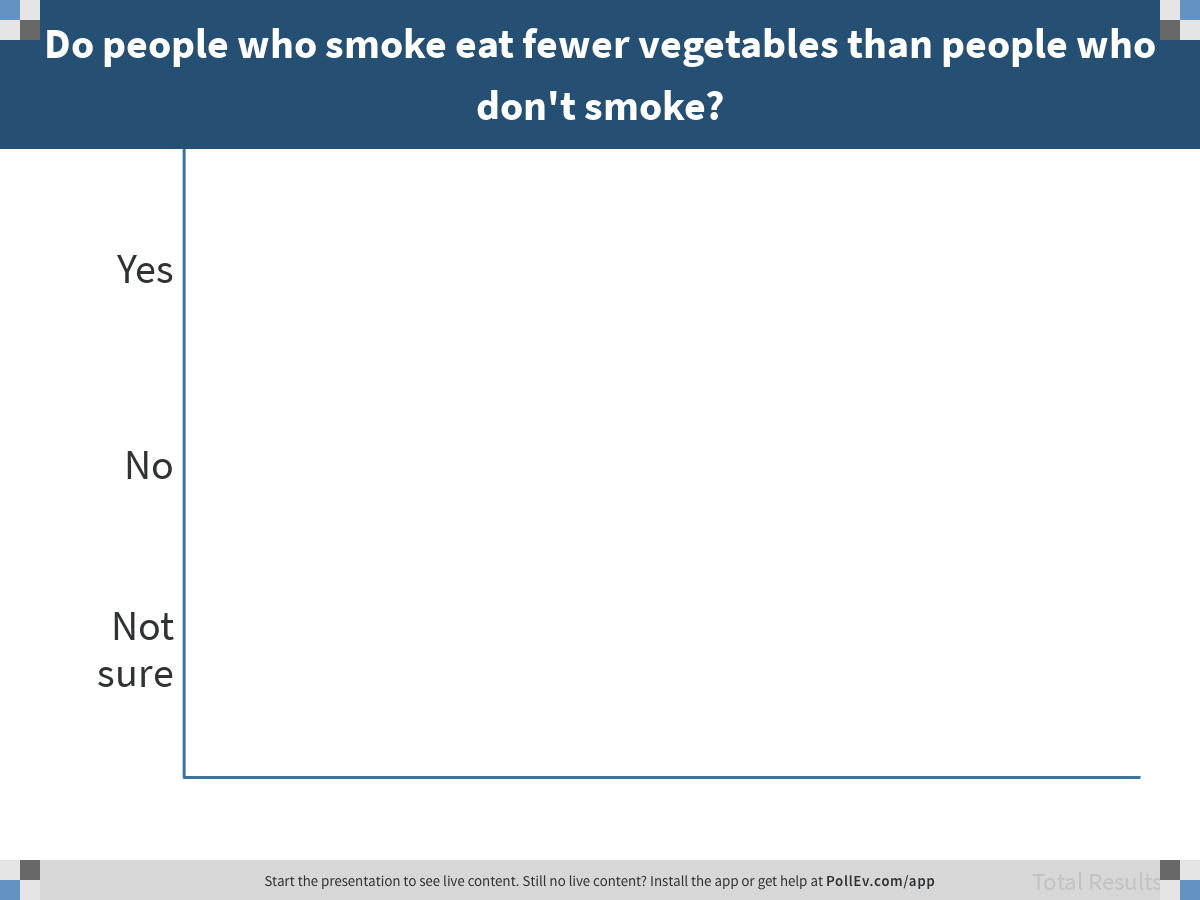 Do people who smoke eat fewer vegetables than people who
don't smoke?
Yes
No
Not
sure
Start the presentation to see live content. Still no live content? Install the app or get help at PollEv.com/app
Total Results